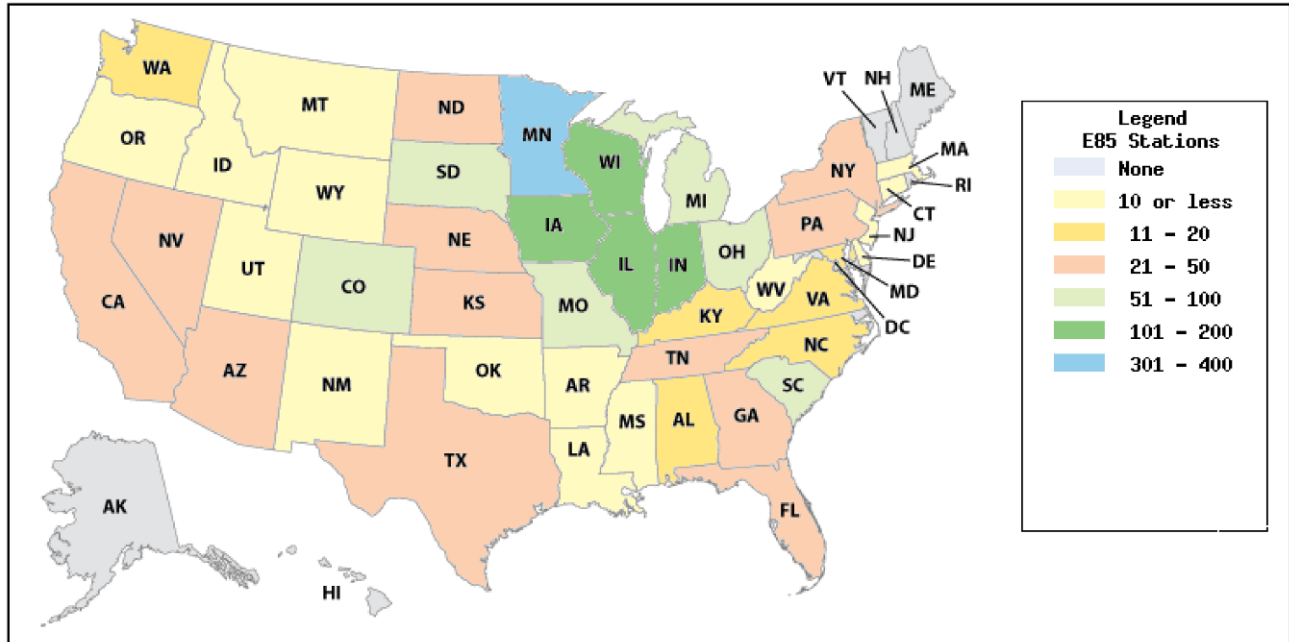 WA
MT
ND
MN
VT
NH
ME
OR
ID
WY
SD
WI
MI
NY
MA
RI
CT
NV
UT
CO
NE
IA
IL
IN
OH
PA
NJ
DE
MD
DC
CA
AZ
NM
KS
MO
KY
WV
VA
NC
OK
AR
TN
SC
TX
LA
MS
AL
GA
FL
AK
HI
Legend
E85 Stations
None
10 or less
11 - 20
21 - 50
51 - 100
101 - 200
301 - 400